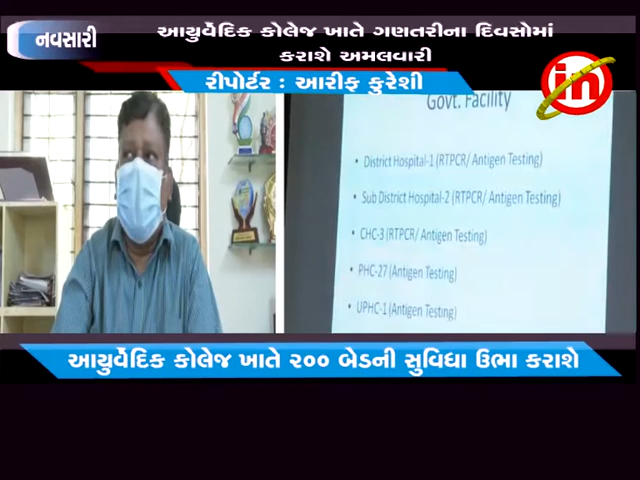 નવસારી
આયુર્વેદિક કોલેજ ખાતે ગણતરીના દિવસોમાં
કરાશે અમલવારી
રીપોર્ટર : આરીફ કુરેશી
in
Govt. Facility
• District Hospital-1 (RTPCR/ Antigen Testing)
• Sub District Hospital-2 (RTPCR/ Antigen Testing)
• CHC-3 (RTPCR/ Antigen Testing)
• PHC-27 (Antigen Testing)
• UPHC-1 (Antigen Testing)
આયુર્વેદિક કોલેજ ખાતે ૨૦૦ બેડની સુવિધા ઉભા કરાશે